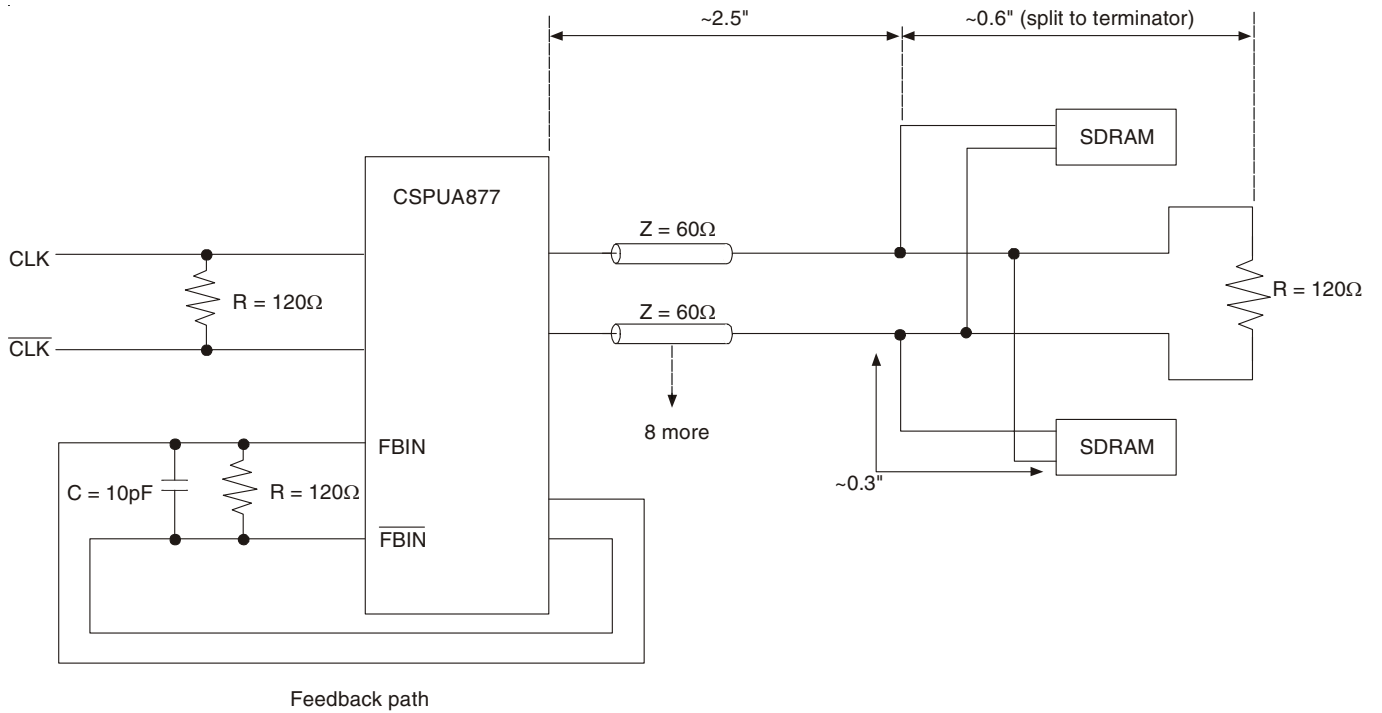 ~2.5"
~0.6" (split to terminator)
SDRAM
CSPUA877
Z = 60Ω
CLK
R = 120Ω
R = 120Ω
Z = 60Ω
CLK
8 more
FBIN
SDRAM
C = 10pF
R = 120Ω
~0.3"
FBIN
Feedback path